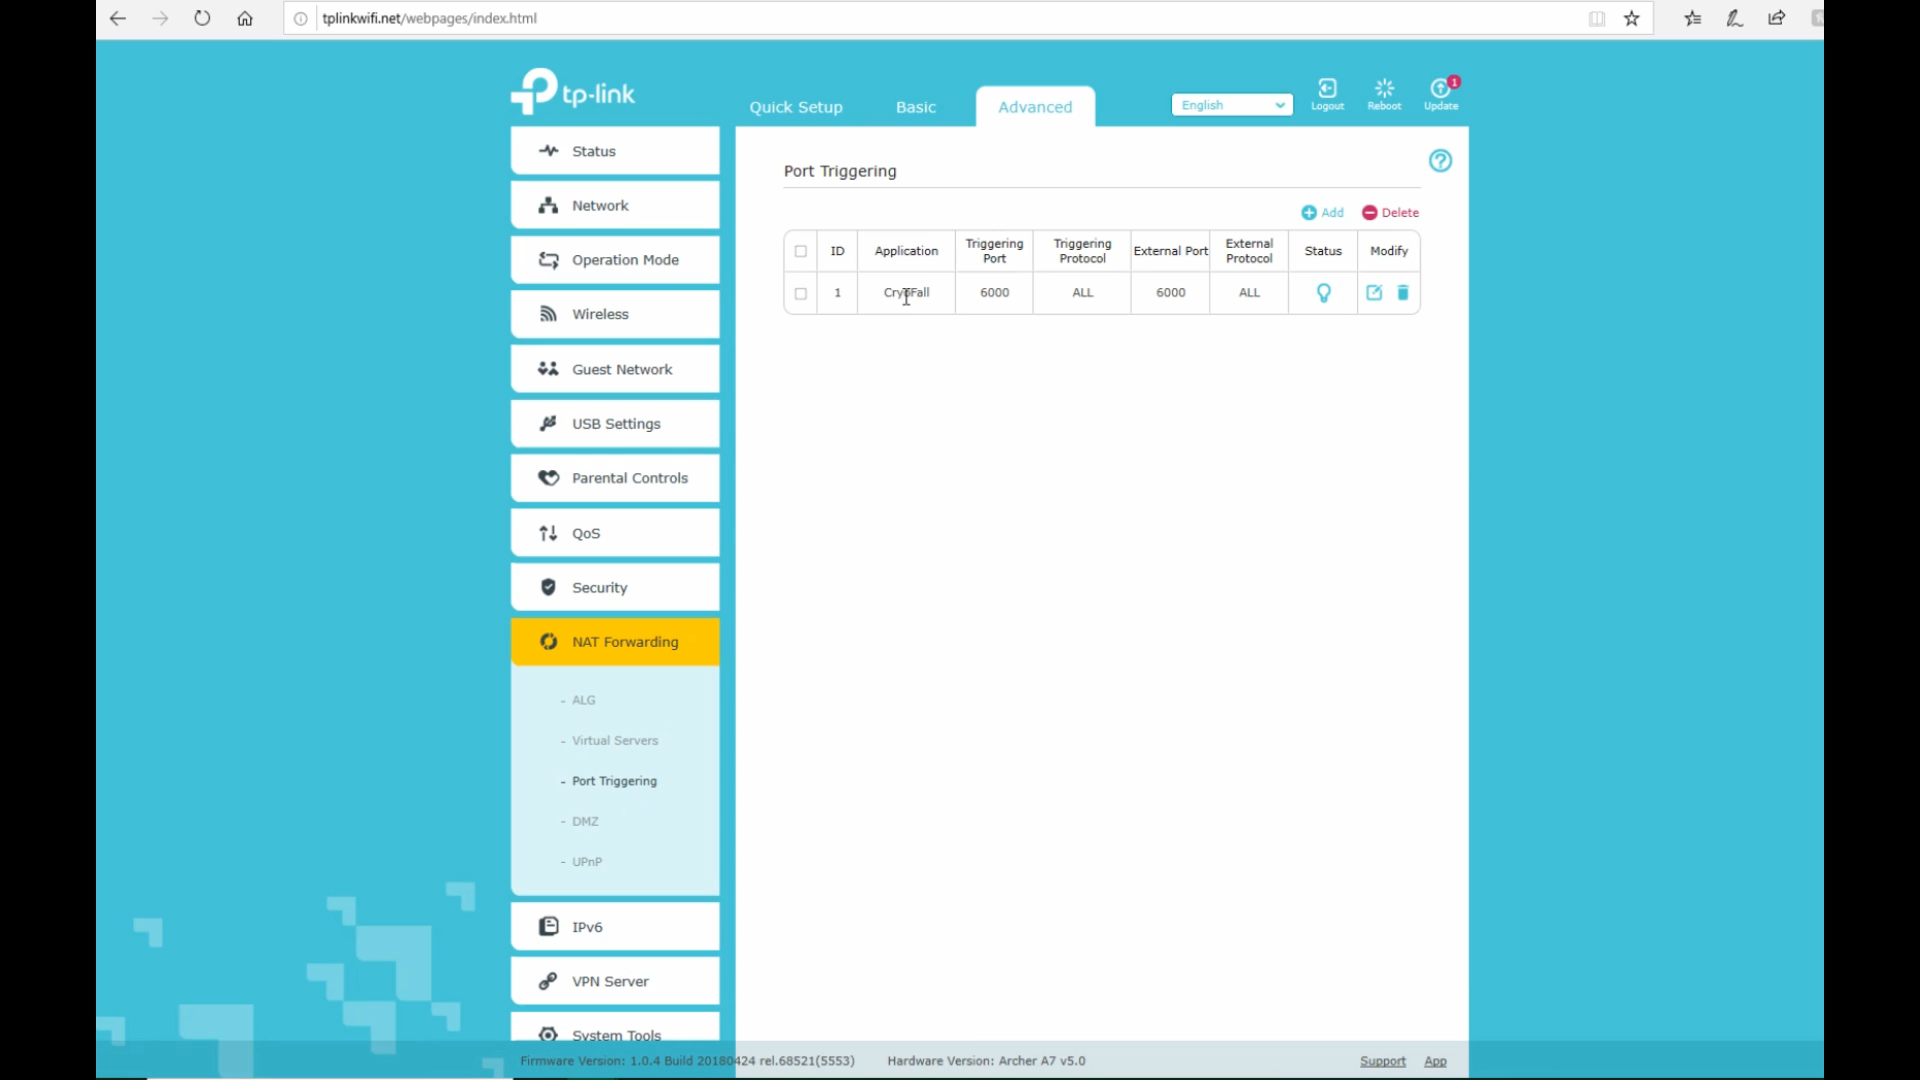 tplinkwifi.net/webpages/index.html
tp-link
Quick Setup
Basic
Advanced
English
Logout
Reboot
Update
1
Status
Network
Operation Mode
Wireless
Guest Network
USB Settings
Parental Controls
QoS
Security
NAT Forwarding
- ALG
- Virtual Servers
- Port Triggering
- DMZ
- UPnP
IPv6
VPN Server
System Tools
Port Triggering
Add
Delete
ID Application Triggering Port Triggering Protocol External Port External Protocol Status Modify
1 CryoFall 6000 ALL 6000 ALL
Firmware Version: 1.0.4 Build 20180424 rel.68521(5553) Hardware Version: Archer A7 v5.0 Support App